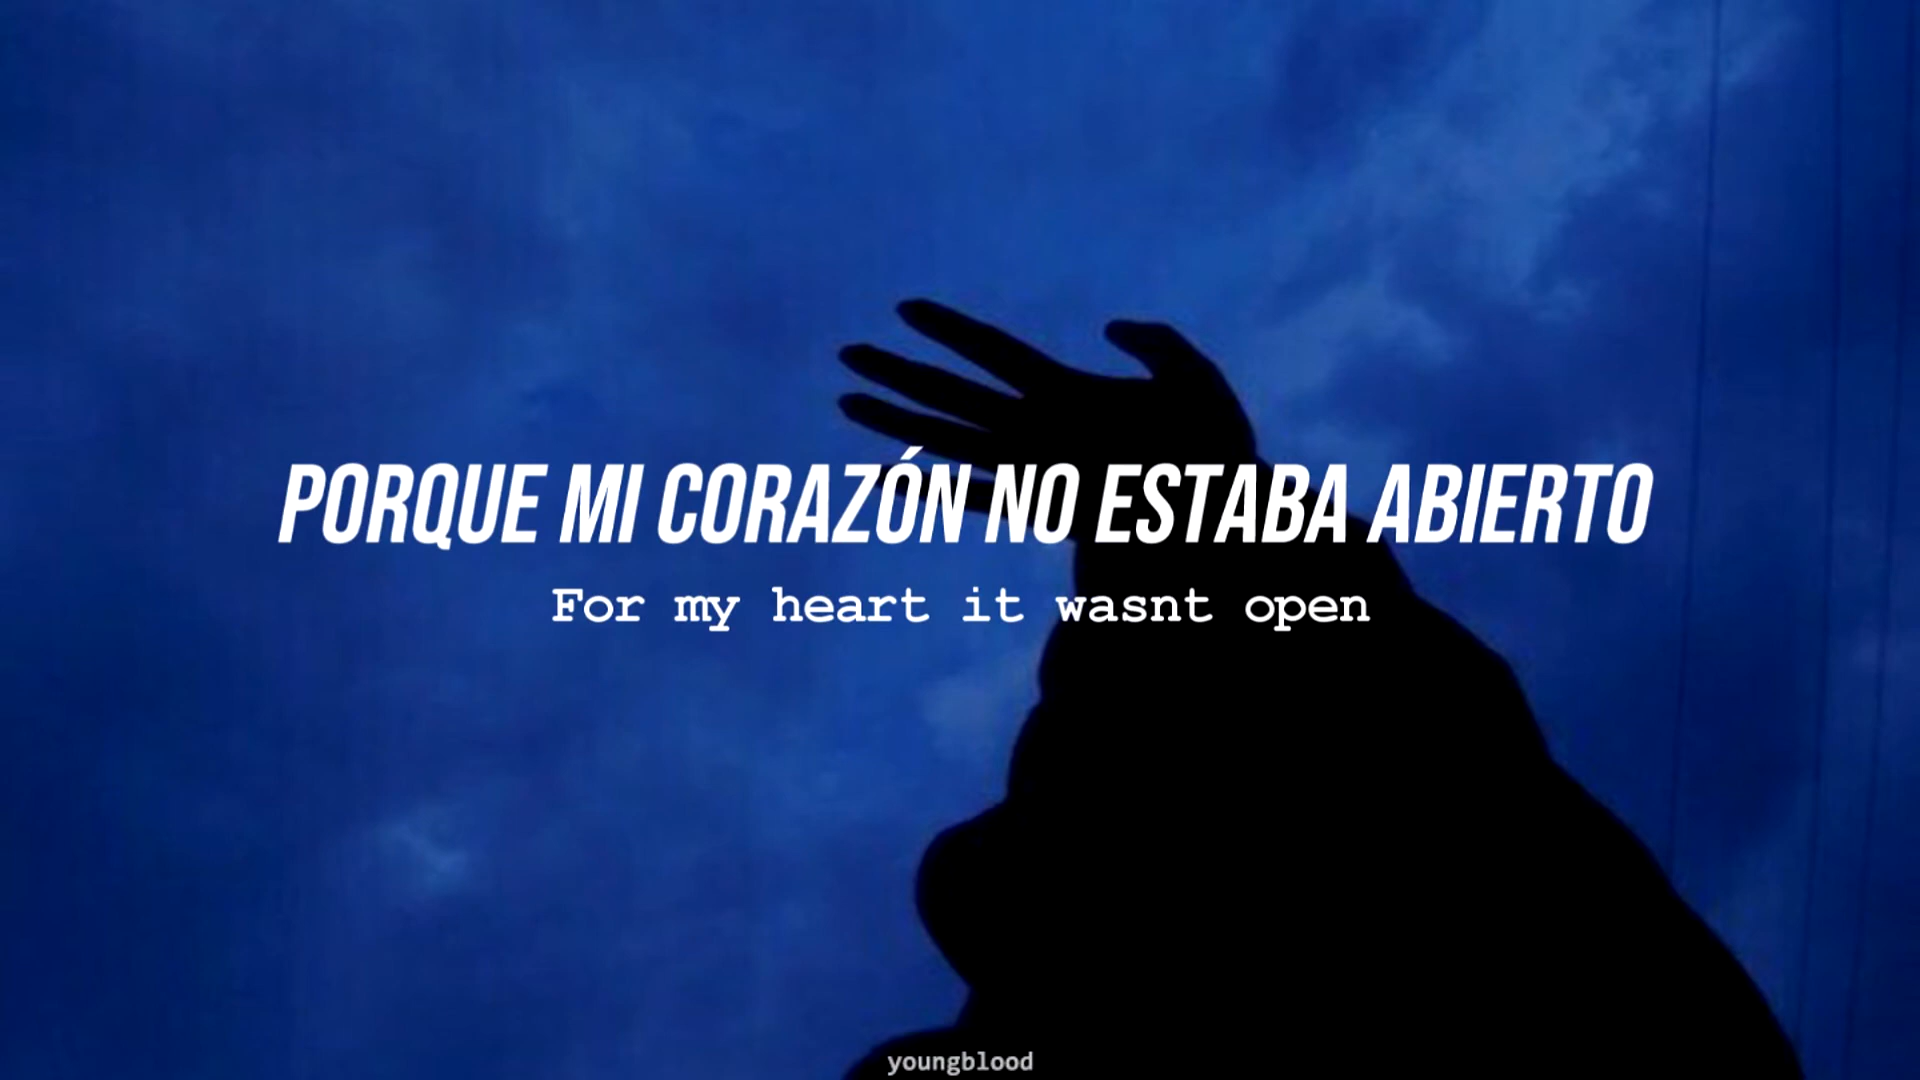 PORQUE MI CORAZÓN NO ESTABA ABIERTO
For my heart it wasnt open
youngblood